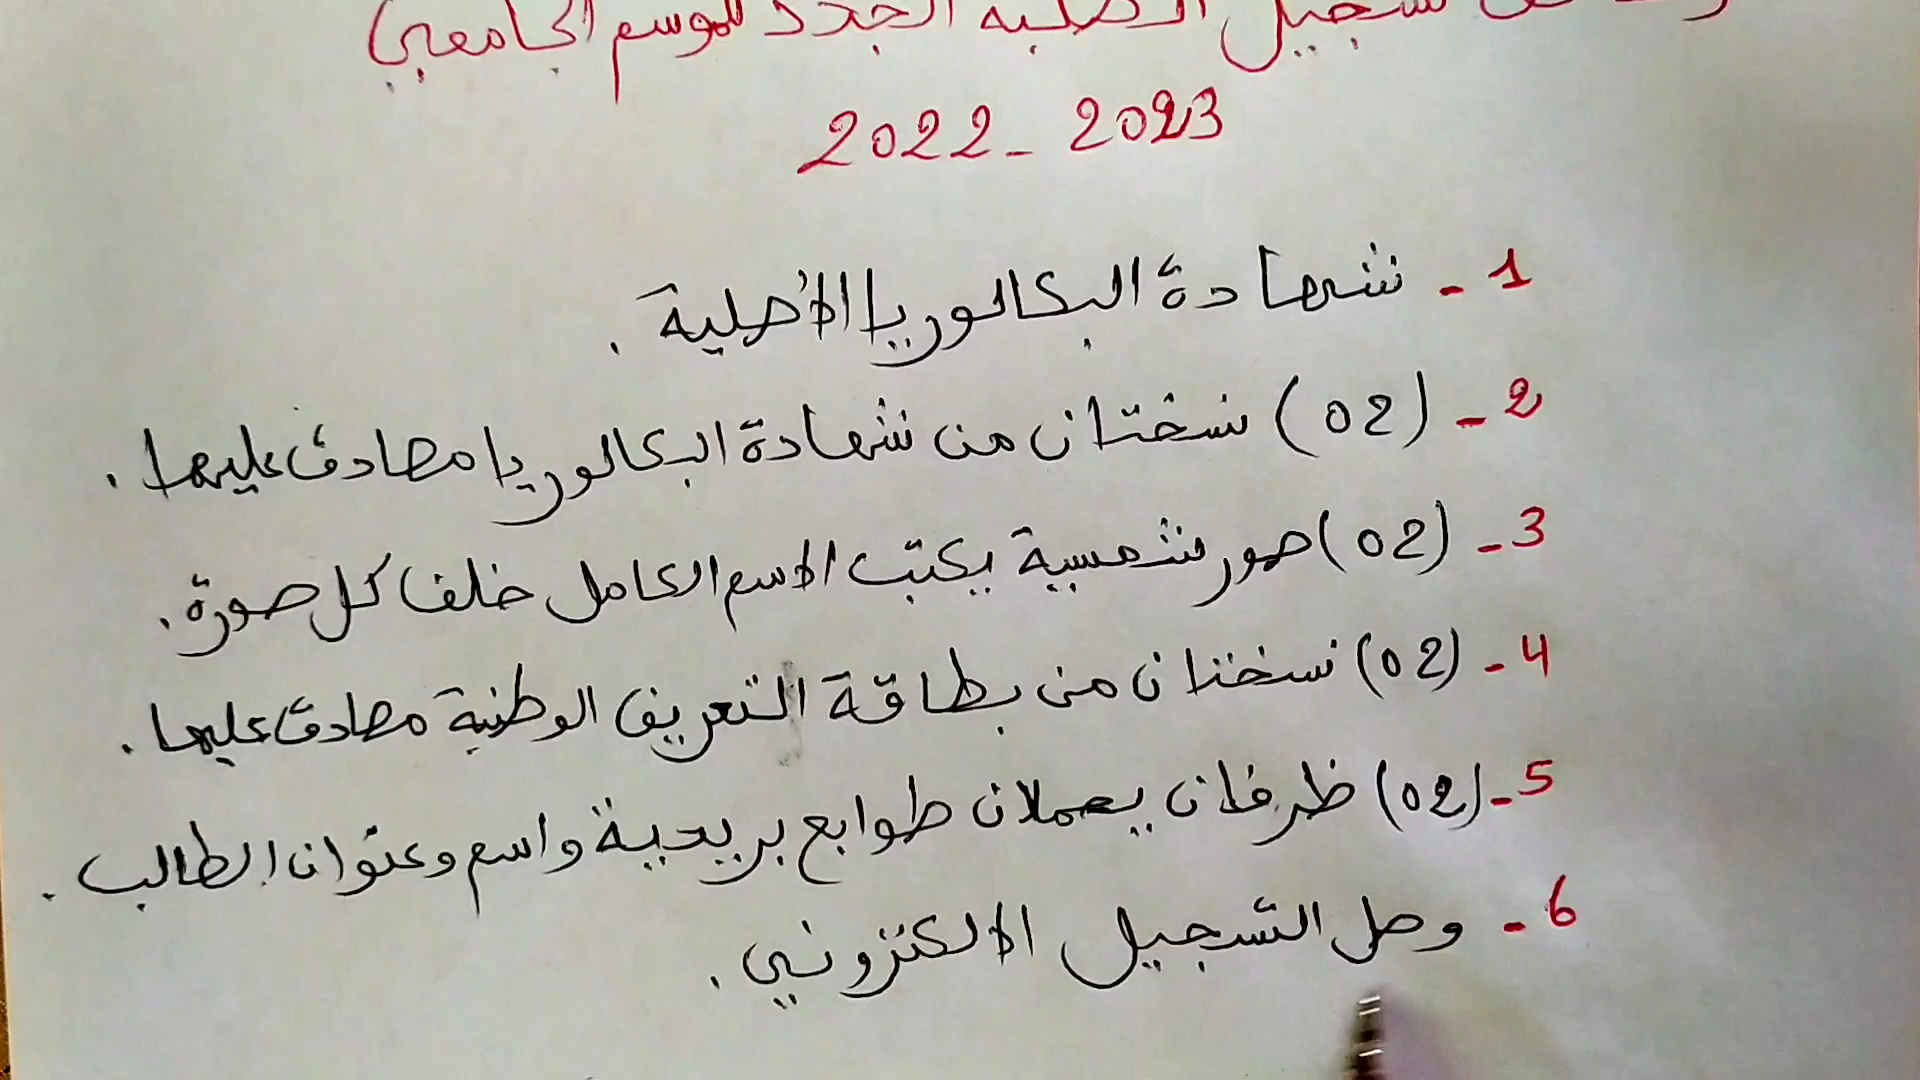 تسجيل الطلبة الجدد للموسم الجامعي
2022 - 2023
1 - شهادة البكالوريا الأصلية .
2 - (02) نسختان من شهادة البكالوريا مصادق عليها .
3 - (02) صور شمسية يكتب الاسم الكامل خلف كل صورة .
4 - (02) نسختان من بطاقة التعريف الوطنية مصادق عليها .
5 - (02) ظرفان يحملان طوابع بريدية واسم وعنوان الطالب .
6 - وصل التسجيل الالكتروني .